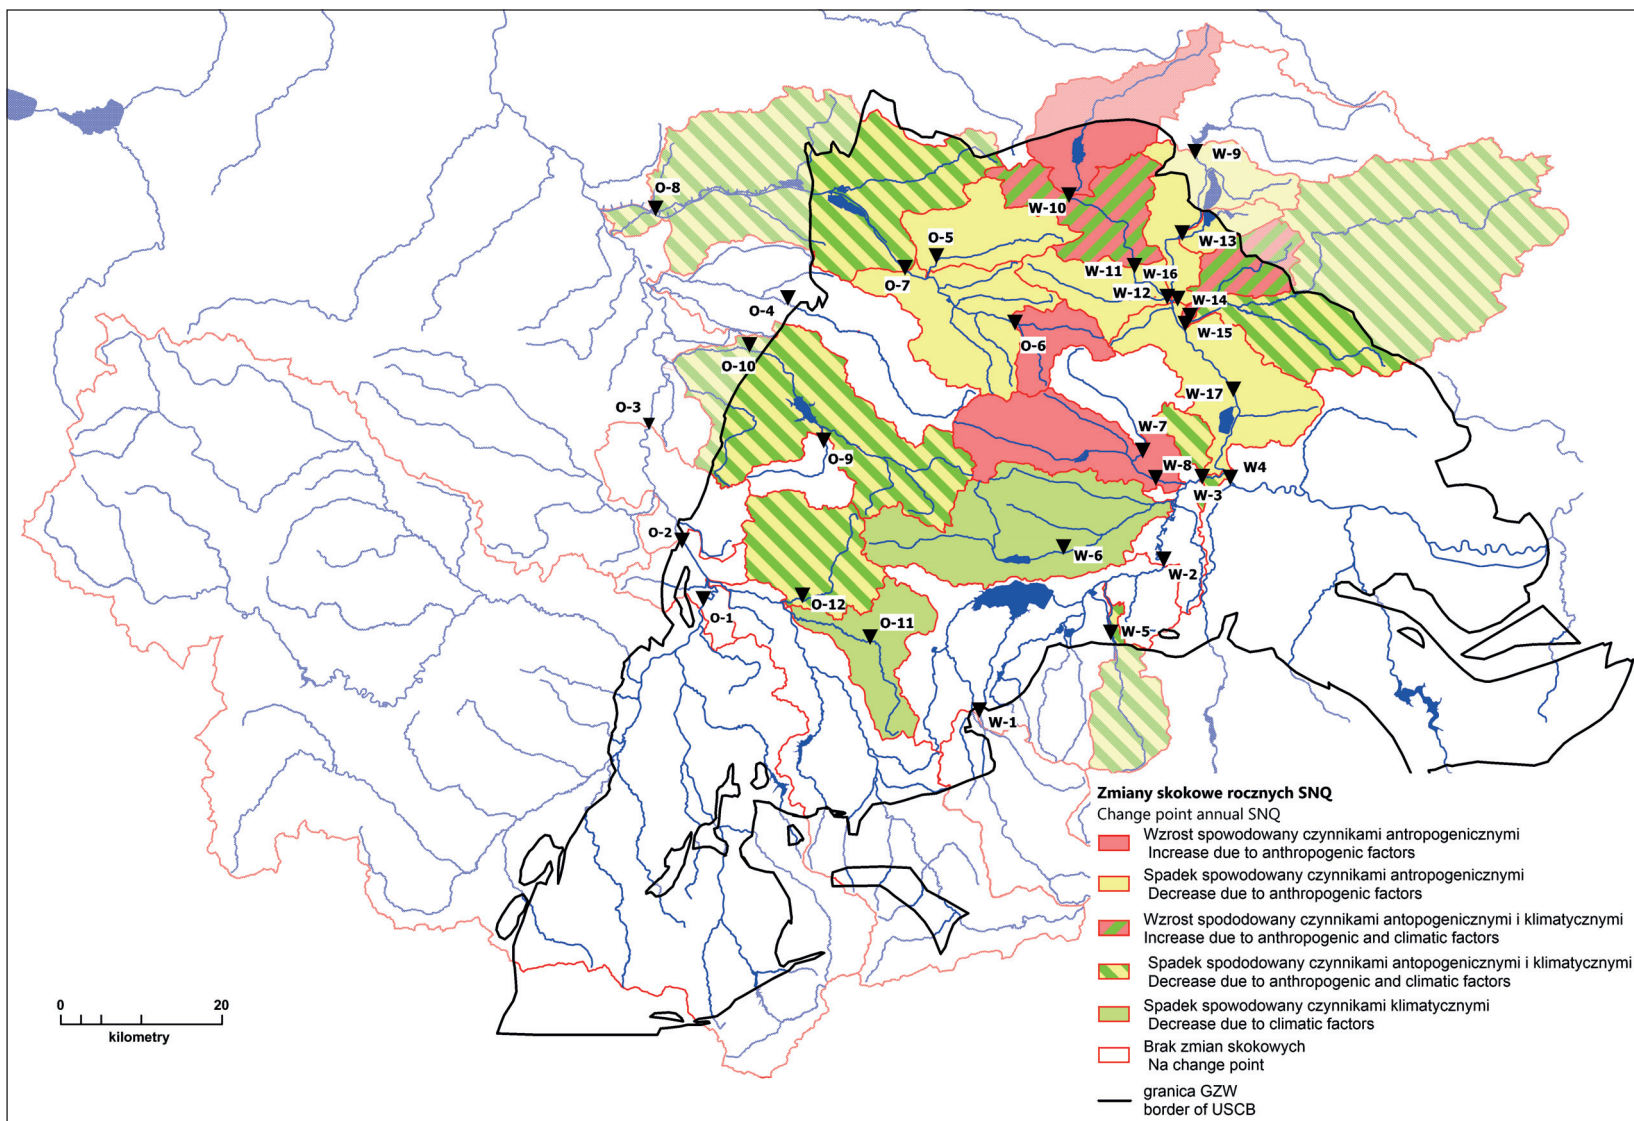 W-9
O-8
W-10
W-13
O-5
W-11
W-16
O-7
W-12
W-14
O-4
W-15
O-6
O-10
W-17
O-3
W-7
O-9
W-8
W4
W-3
O-2
W-6
W-2
O-12
O-1
O-11
W-5
W-1
Zmiany skokowe rocznych SNQ
Change point annual SNQ
Wzrost spowodowany czynnikami antropogenicznymi
Increase due to anthropogenic factors
Spadek spowodowany czynnikami antropogenicznymi
Decrease due to anthropogenic factors
Wzrost spododowany czynnikami antopogenicznymi i klimatycznymi
Increase due to anthropogenic and climatic factors
Spadek spododowany czynnikami antopogenicznymi i klimatycznymi
Decrease due to anthropogenic and climatic factors
Spadek spowodowany czynnikami klimatycznymi
Decrease due to climatic factors
Brak zmian skokowych
Na change point
granica GZW
border of USCB
0 20
kilometry